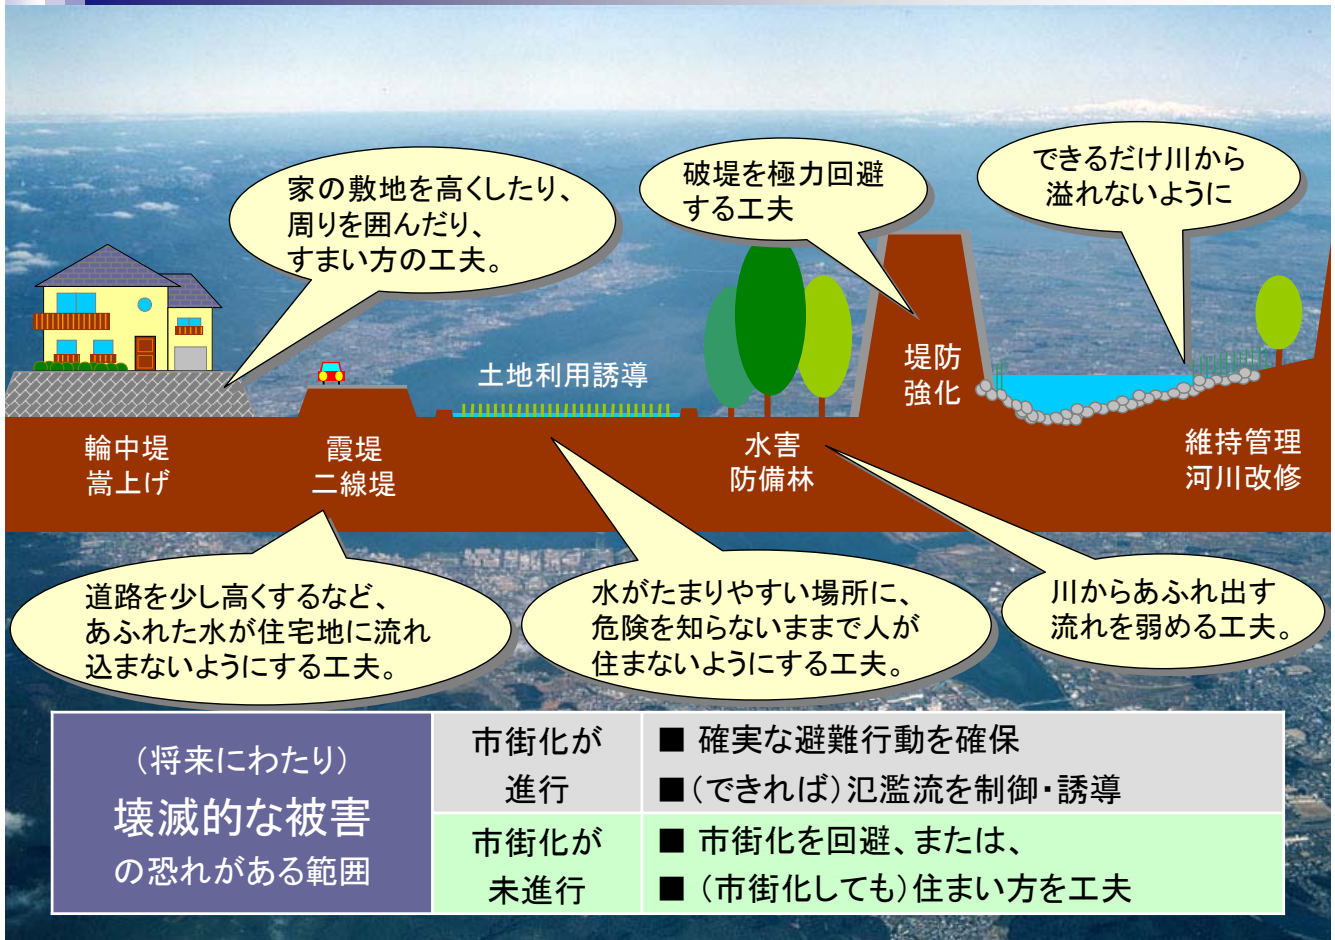 家の敷地を高くしたり、
周りを囲んだり、
すまい方の工夫。
破堤を極力回避
する工夫
できるだけ川から
溢れないように
土地利用誘導
堤防
強化
輪中堤
嵩上げ
霞堤
二線堤
水害
防備林
維持管理
河川改修
道路を少し高くするなど、
あふれた水が住宅地に流れ
込まないようにする工夫。
水がたまりやすい場所に、
危険を知らないままで人が
住まないようにする工夫。
川からあふれ出す
流れを弱める工夫。
(将来にわたり)
壊滅的な被害
の恐れがある範囲
市街化が
進行
■ 確実な避難行動を確保
■(できれば)氾濫流を制御・誘導
市街化が
未進行
■ 市街化を回避、または、
■ (市街化しても)住まい方を工夫